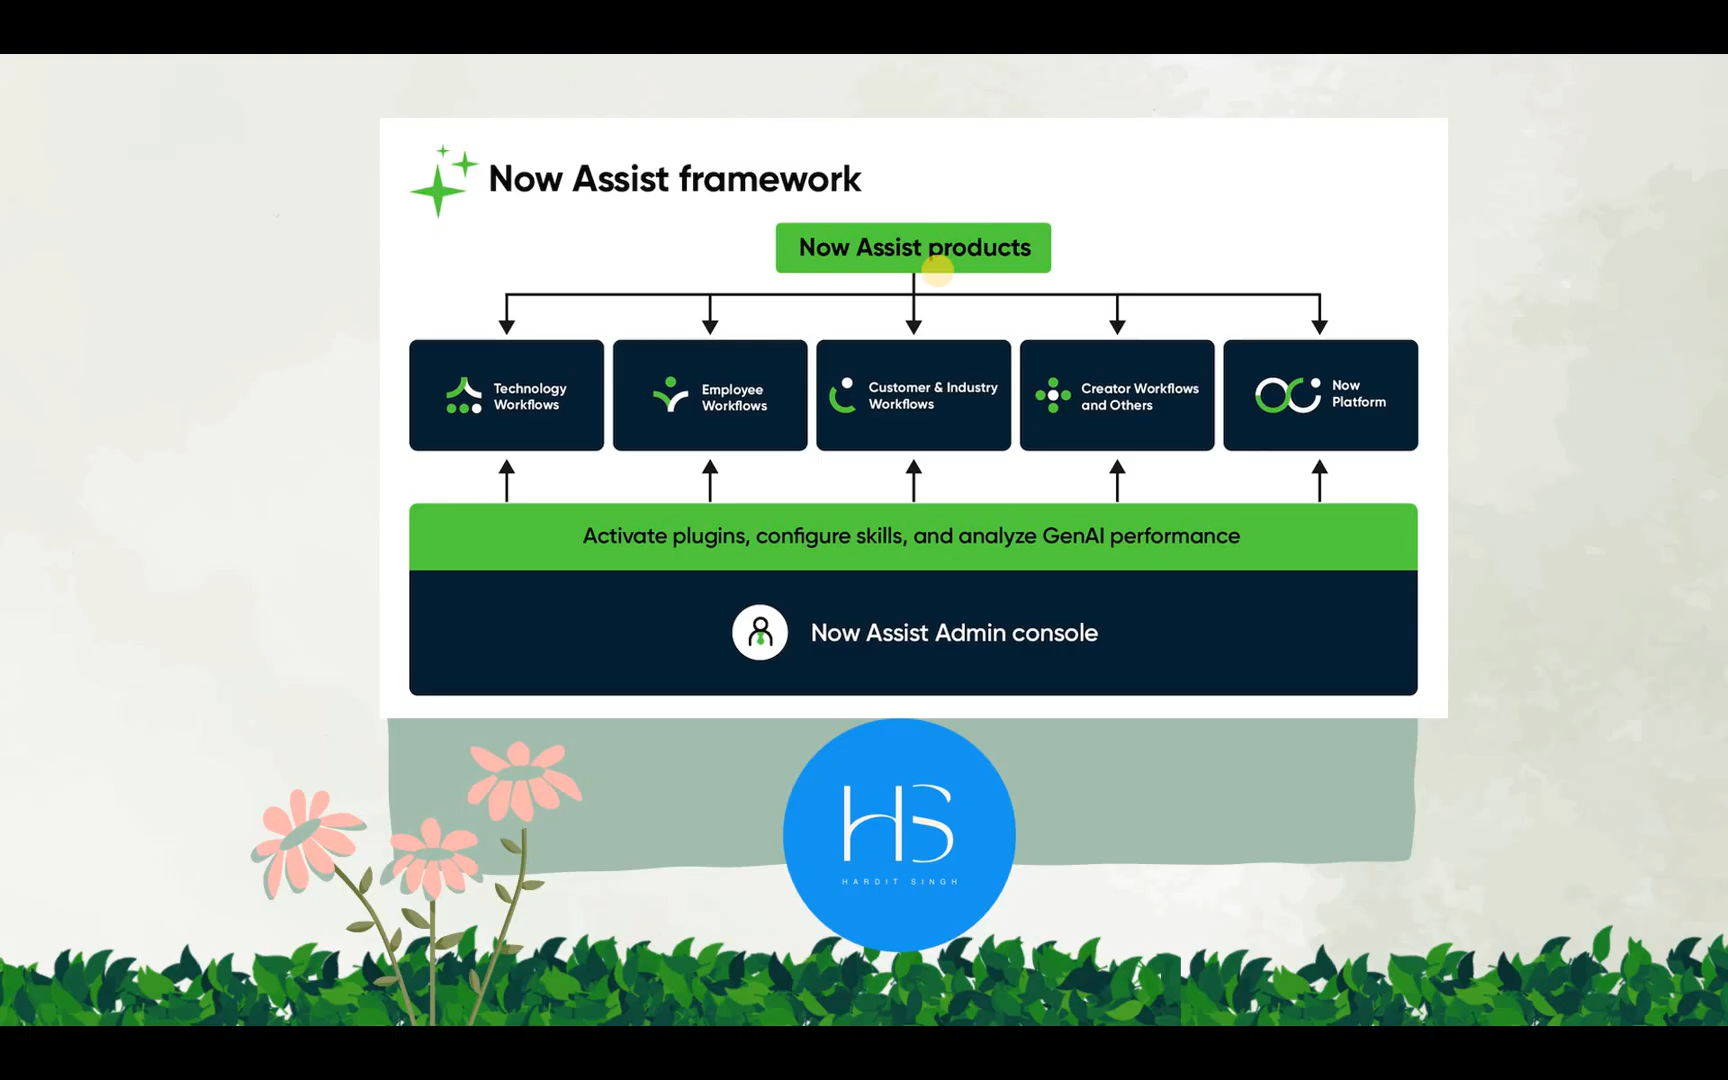 Now Assist framework
Now Assist products
Technology
Workflows
Employee
Workflows
Customer & Industry
Workflows
Creator Workflows
and Others
Now
Platform
Activate plugins, configure skills, and analyze GenAI performance
Now Assist Admin console
HS
HARDIT SINGH